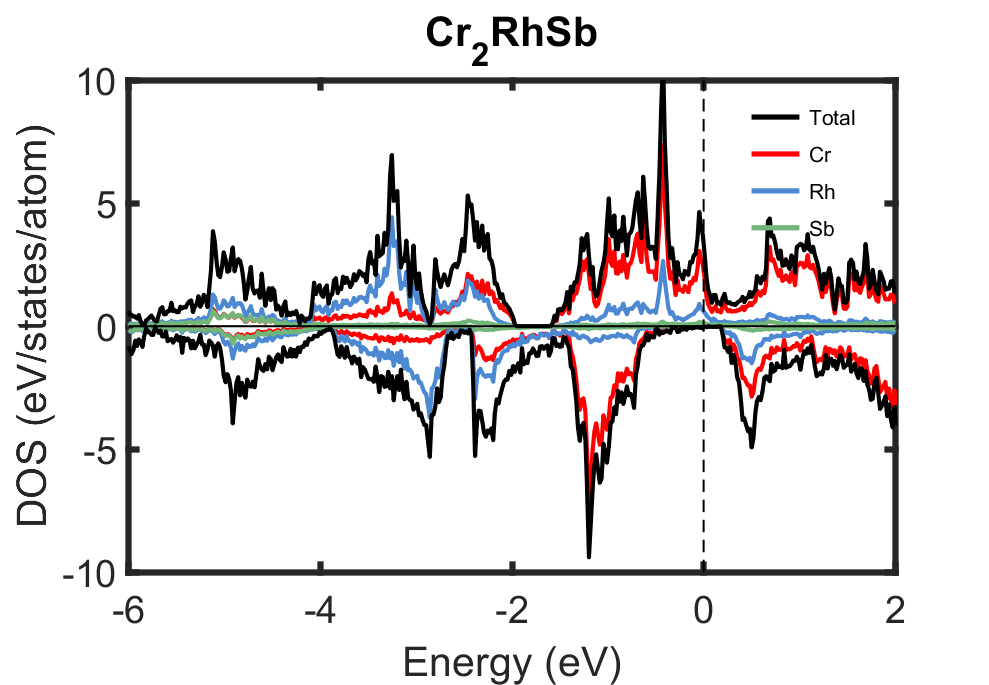 Cr₂RhSb
DOS (eV/states/atom)
10
5
0
-5
-10
Total
Cr
Rh
Sb
-6 -4 -2 0 2
Energy (eV)